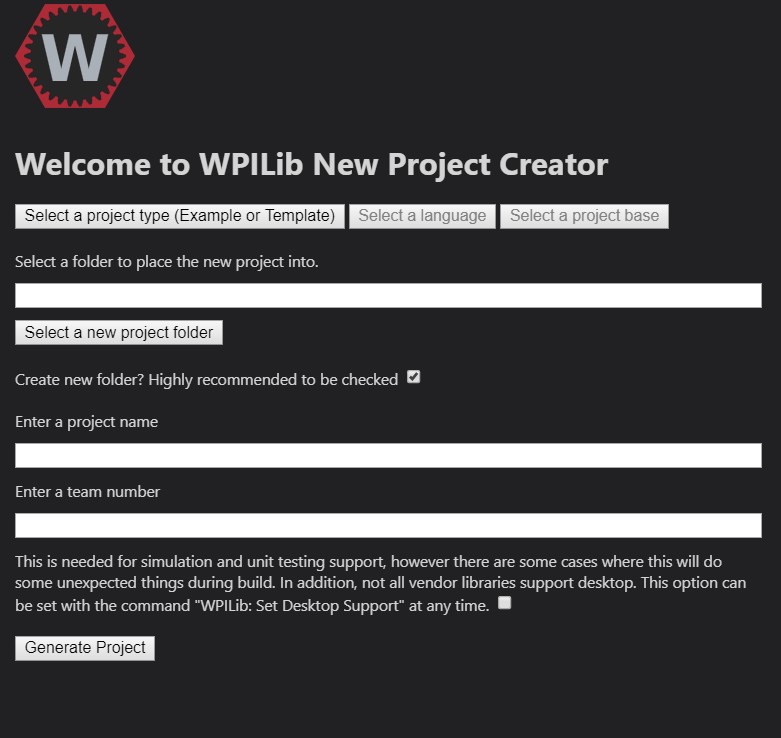 W
Welcome to WPILib New Project Creator
Select a project type (Example or Template) Select a language Select a project base
Select a folder to place the new project into.
Select a new project folder
Create new folder? Highly recommended to be checked
Enter a project name
Enter a team number
This is needed for simulation and unit testing support, however there are some cases where this will do
some unexpected things during build. In addition, not all vendor libraries support desktop. This option can
be set with the command "WPILib: Set Desktop Support" at any time.
Generate Project